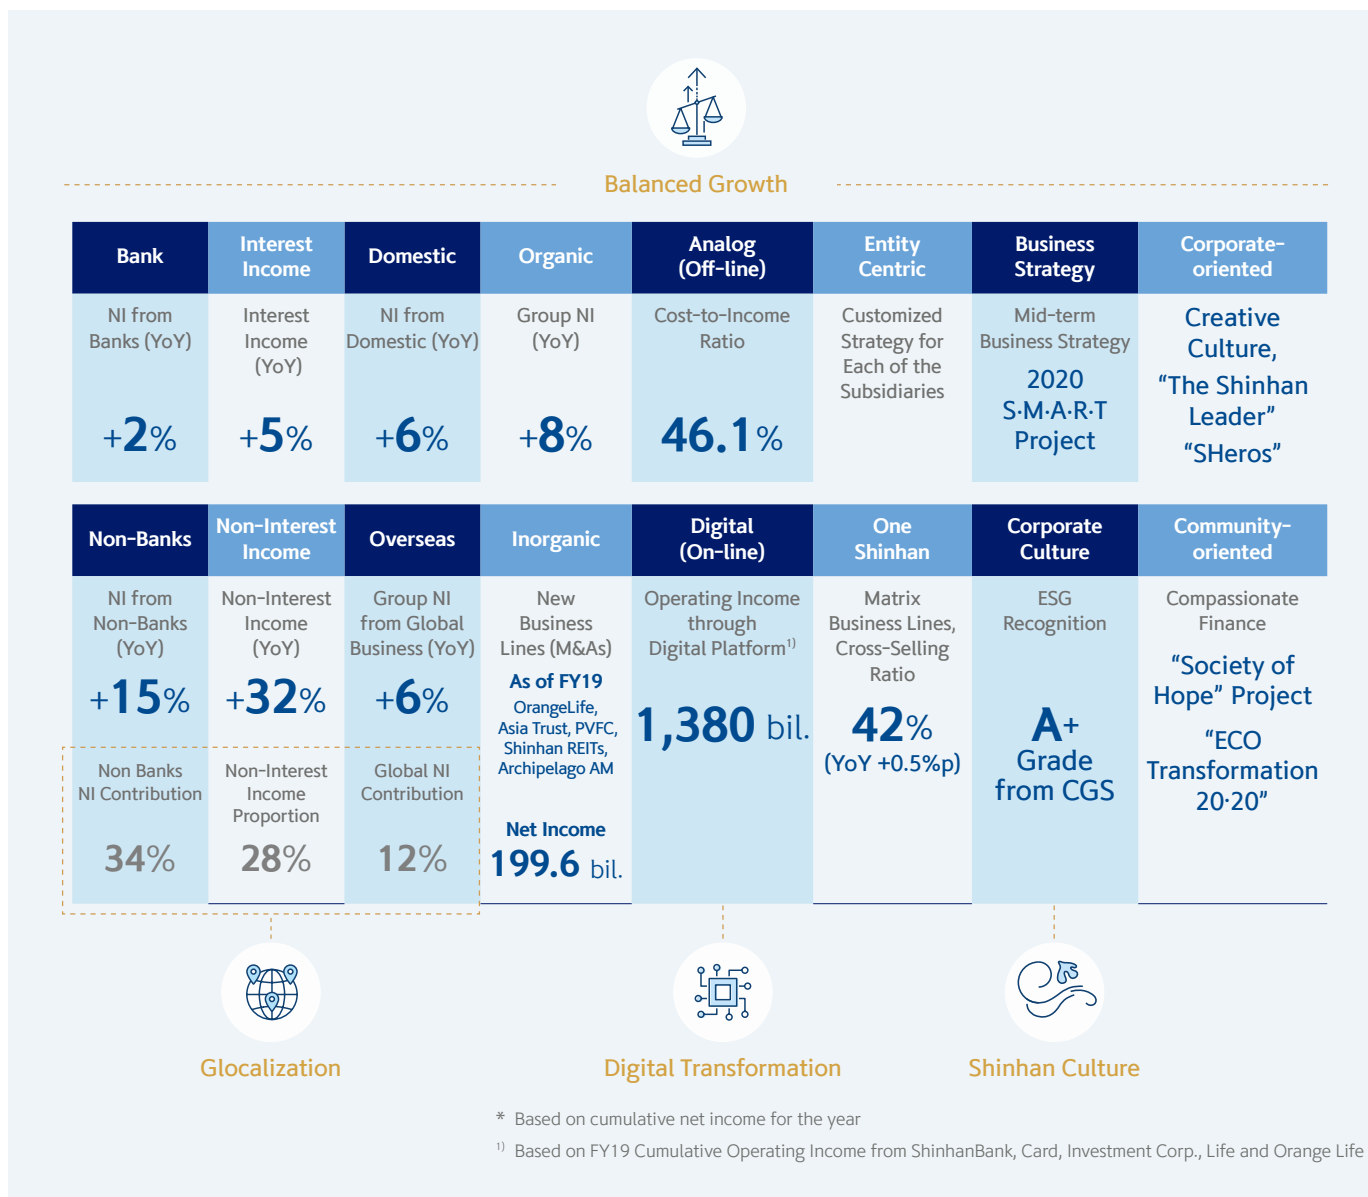 Balanced Growth
Bank
NI from
Banks (YoY)
+2%
Interest
Income
Interest
Income
(YoY)
+5%
Domestic
NI from
Domestic (YoY)
+6%
Organic
Group NI
(YoY)
+8%
Analog
(Off-line)
Cost-to-Income
Ratio
46.1%
Entity
Centric
Customized
Strategy for
Each of the
Subsidiaries
Business
Strategy
Mid-term
Business Strategy
2020
S·M·A·R·T
Project
Corporate-
oriented
Creative
Culture,
“The Shinhan
Leader”
“SHeros”
Non-Banks
NI from
Non-Banks
(YoY)
+15%
Non Banks
NI Contribution
34%
Non-Interest
Income
Non-Interest
Income
(YoY)
+32%
Non-Interest
Income
Proportion
28%
Overseas
Group NI
from Global
Business (YoY)
+6%
Global NI
Contribution
12%
Inorganic
New
Business
Lines (M&As)
As of FY19
OrangeLife,
Asia Trust, PVFC,
Shinhan REITs,
Archipelago AM
Net Income
199.6 bil.
Digital
(On-line)
Operating Income
through
Digital Platform1)
1,380 bil.
One
Shinhan
Matrix
Business Lines,
Cross-Selling
Ratio
42%
(YoY +0.5%p)
Corporate
Culture
ESG
Recognition
A+
Grade
from CGS
Community-
oriented
Compassionate
Finance
“Society of
Hope” Project
“ECO
Transformation
20·20”
Glocalization
Digital Transformation
Shinhan Culture
* Based on cumulative net income for the year
1) Based on FY19 Cumulative Operating Income from ShinhanBank, Card, Investment Corp., Life and Orange Life